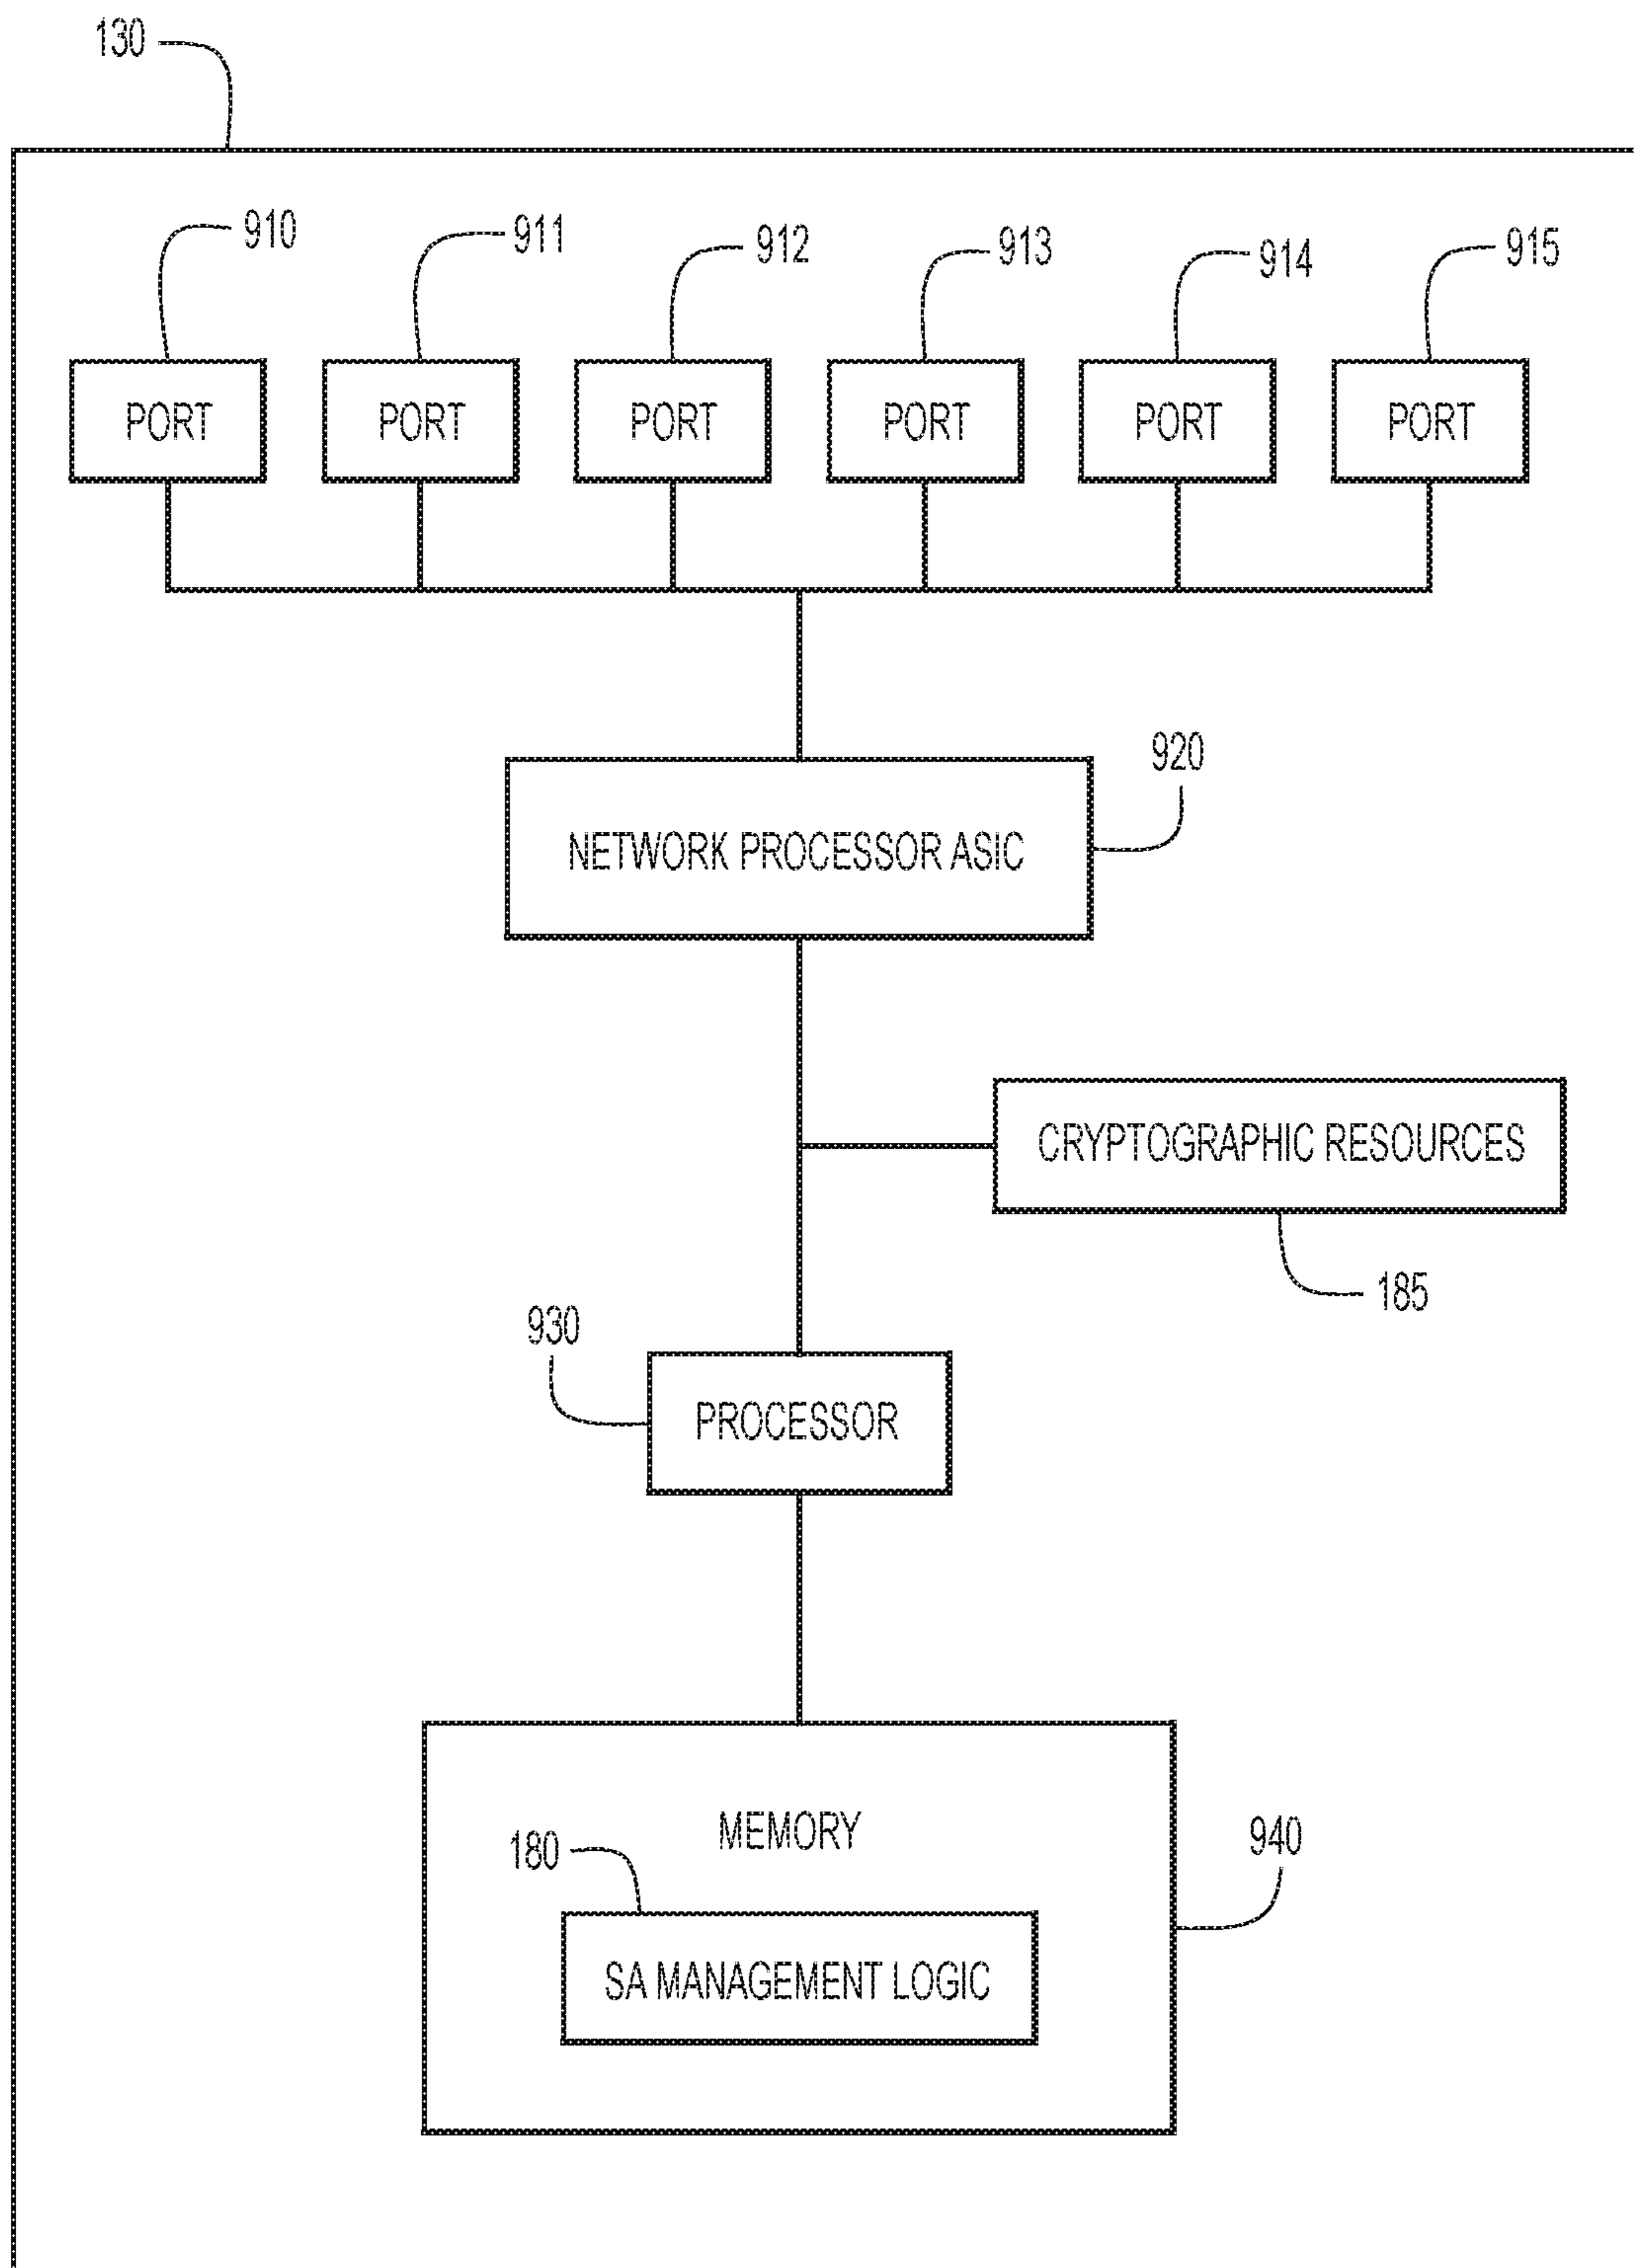 130
910
911
912
913
914
915
PORT
PORT
PORT
PORT
PORT
PORT
920
NETWORK PROCESSOR ASIC
CRYPTOGRAPHIC RESOURCES
185
930
PROCESSOR
MEMORY
180
940
SA MANAGEMENT LOGIC